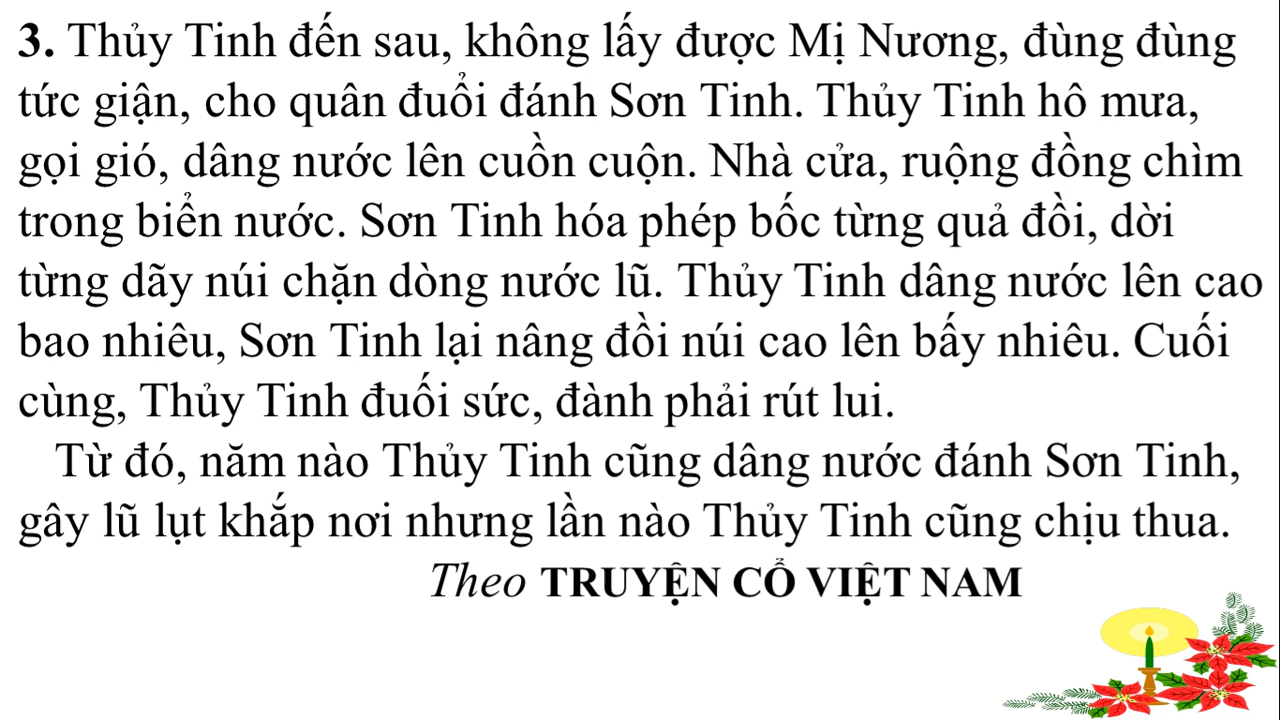 3. Thủy Tinh đến sau, không lấy được Mị Nương, đùng đùng
tức giận, cho quân đuổi đánh Sơn Tinh. Thủy Tinh hô mưa,
gọi gió, dâng nước lên cuồn cuộn. Nhà cửa, ruộng đồng chìm
trong biển nước. Sơn Tinh hóa phép bốc từng quả đồi, dời
từng dãy núi chặn dòng nước lũ. Thủy Tinh dâng nước lên cao
bao nhiêu, Sơn Tinh lại nâng đồi núi cao lên bấy nhiêu. Cuối
cùng, Thủy Tinh đuối sức, đành phải rút lui.
Từ đó, năm nào Thủy Tinh cũng dâng nước đánh Sơn Tinh,
gây lũ lụt khắp nơi nhưng lần nào Thủy Tinh cũng chịu thua.
Theo TRUYỆN CỔ VIỆT NAM